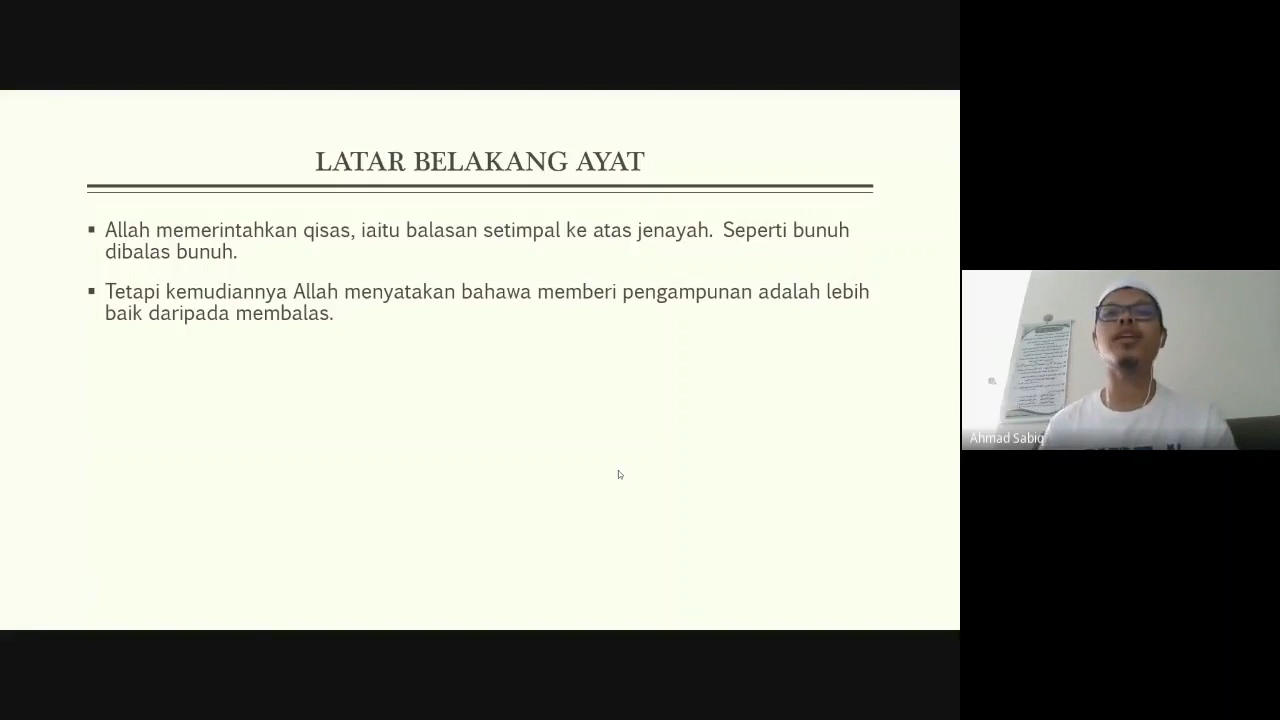 LATAR BELAKANG AYAT
▪ Allah memerintahkan qisas, iaitu balasan setimpal ke atas jenayah. Seperti bunuh
dibalas bunuh.
▪ Tetapi kemudiannya Allah menyatakan bahawa memberi pengampunan adalah lebih
baik daripada membalas.
Ahmad Sabiq